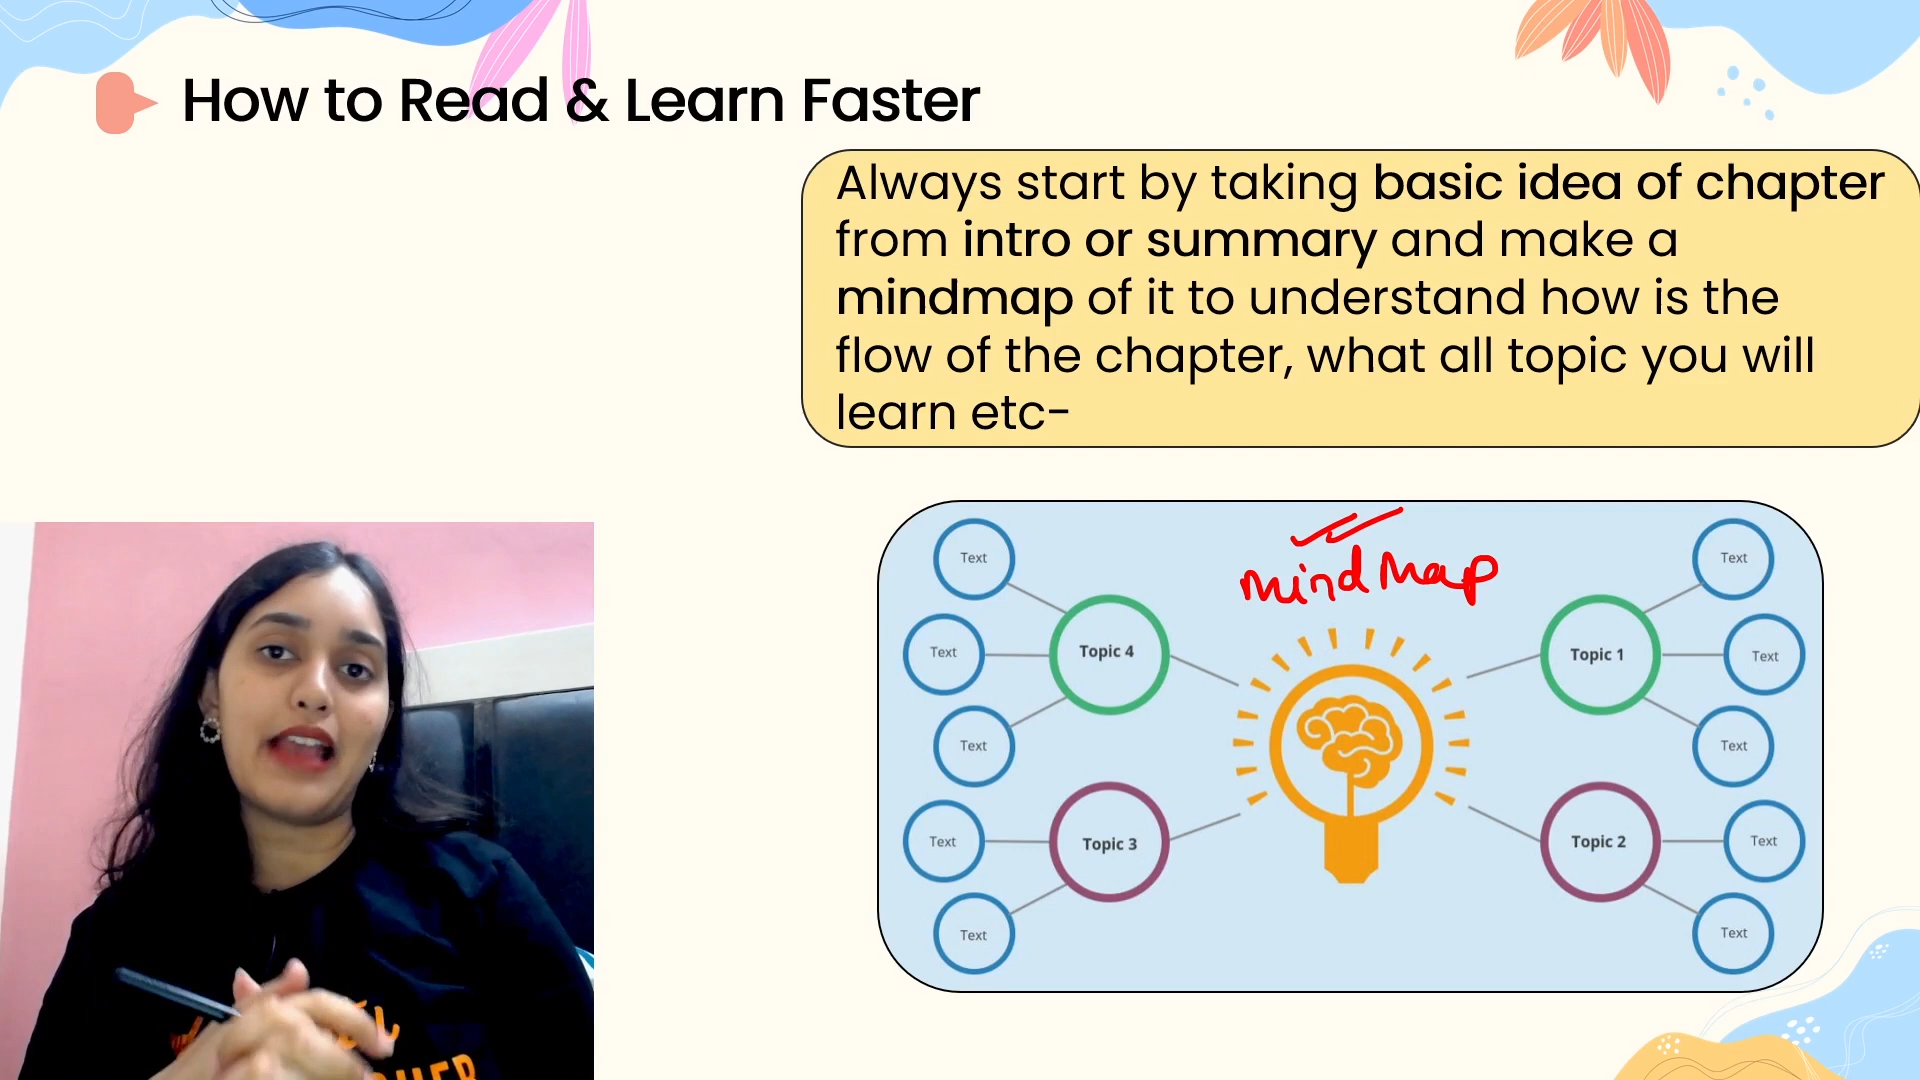 How to Read & Learn Faster
Always start by taking basic idea of chapter
from intro or summary and make a
mindmap of it to understand how is the
flow of the chapter, what all topic you will
learn etc-
mind Map
Text
Text
Text
Topic 4
Text
Text
Topic 3
Topic 1
Text
Text
Text
Topic 2
Text
Text